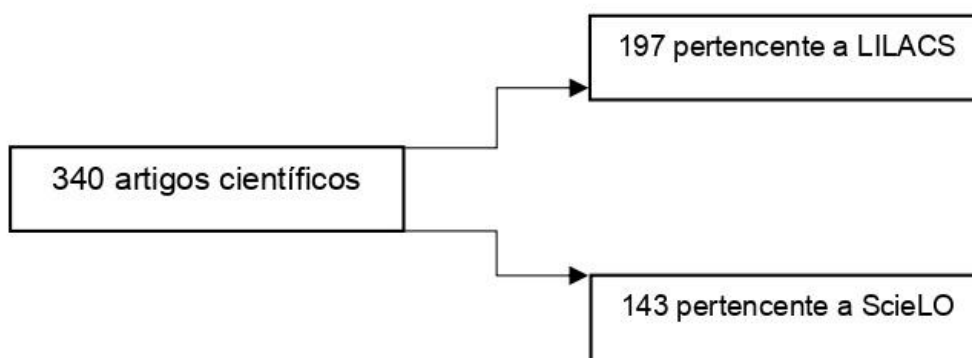 197 pertencente a LILACS
340 artigos científicos
143 pertencente a ScieLO